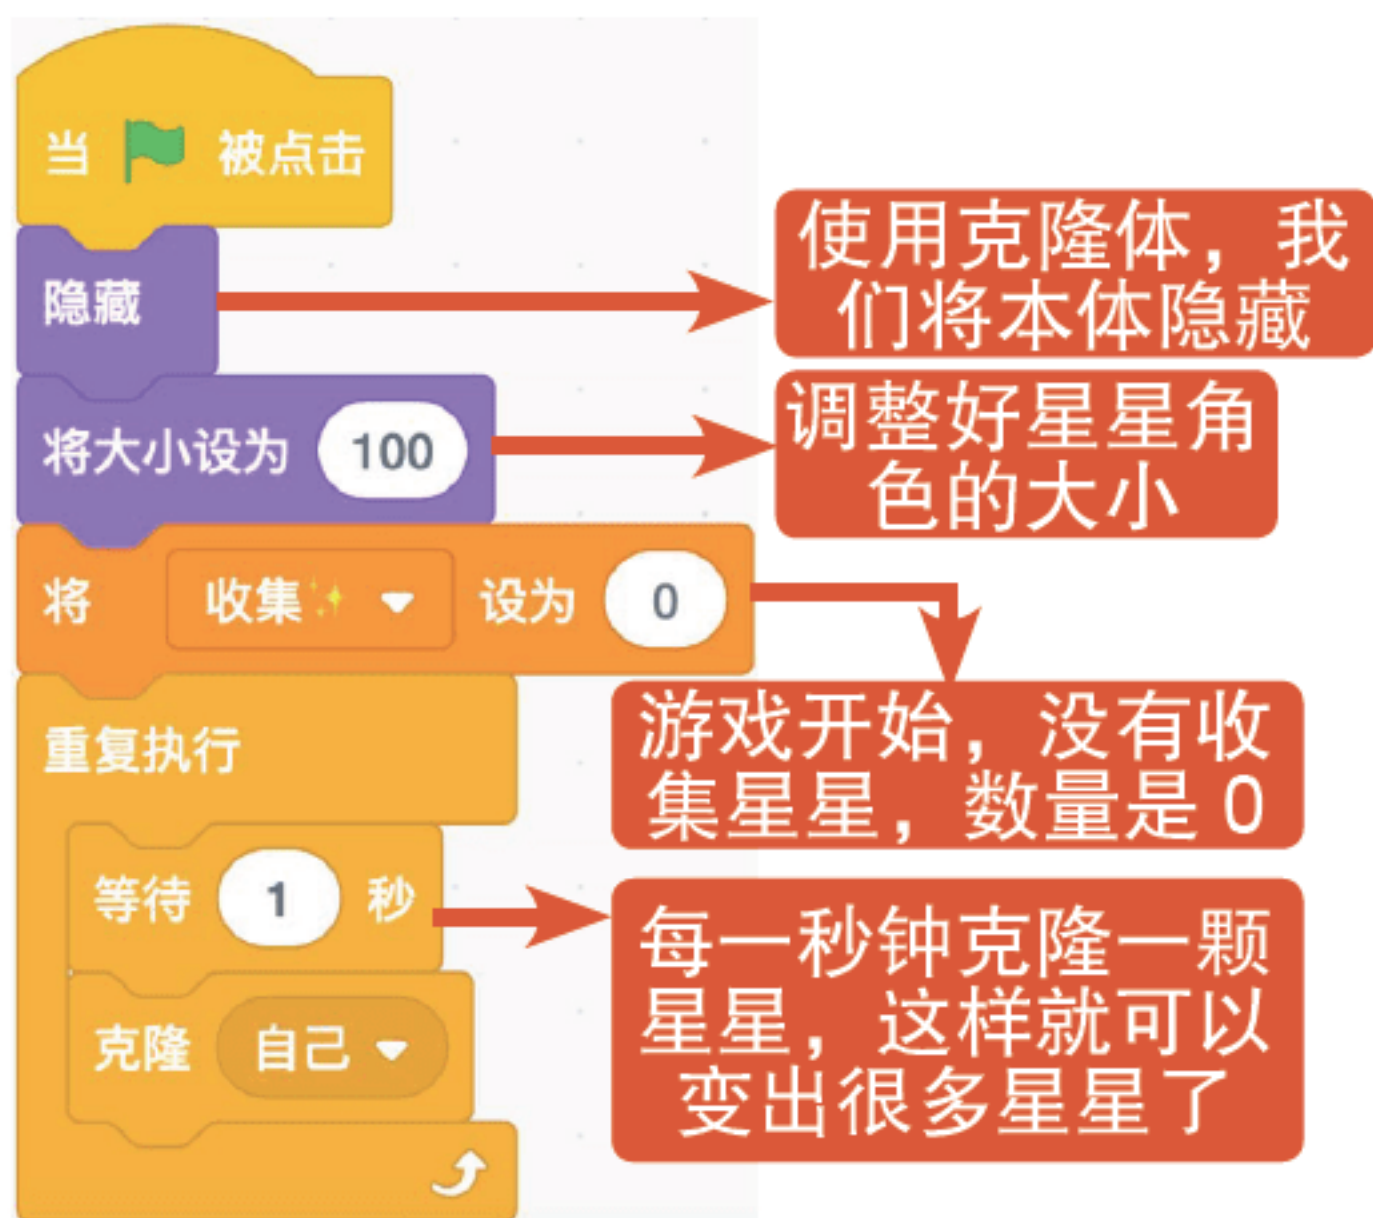 当 被点击
隐藏
使用克隆体，我
们将本体隐藏
将大小设为 100
调整好星星角
色的大小
将 收集✨ 设为 0
游戏开始，没有收
集星星，数量是 0
重复执行
等待 1 秒
克隆 自己
每一秒钟克隆一颗
星星，这样就可以
变出很多星星了